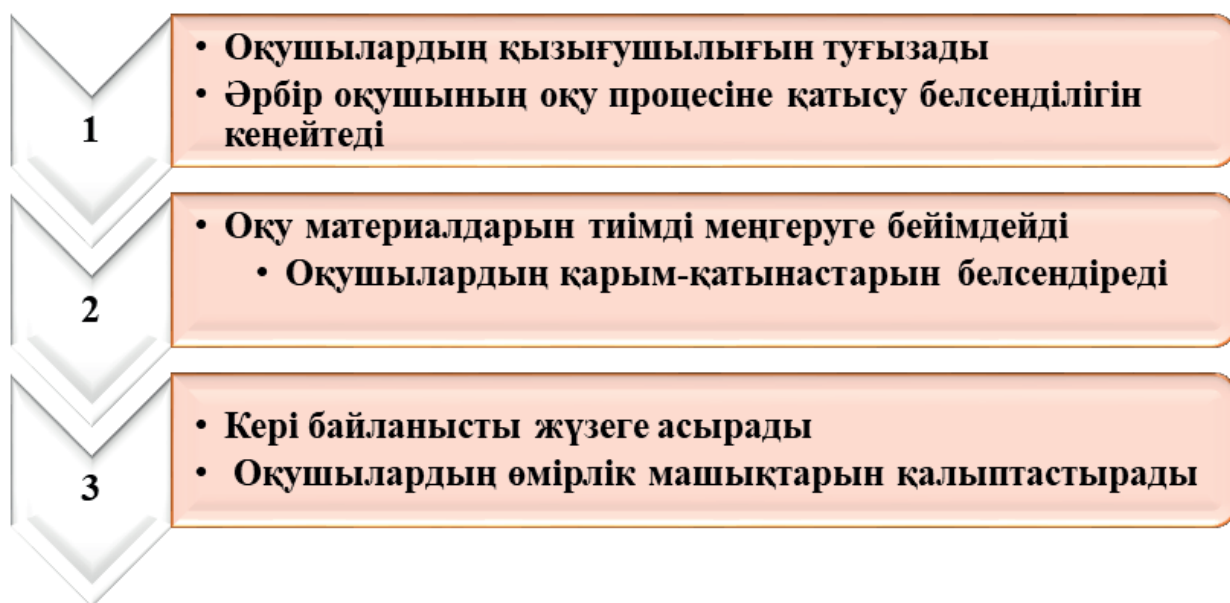 1
• Оқушылардың қызығушылығын туғызады
• Әрбір оқушының оқу процесіне қатысу белсенділігін
кеңейтеді
2
• Оқу материалдарын тиімді меңгеруге бейімдейді
• Оқушылардың қарым-қатынастарын белсендіреді
3
• Кері байланысты жүзеге асырады
• Оқушылардың өмірлік машықтарын қалыптастырады